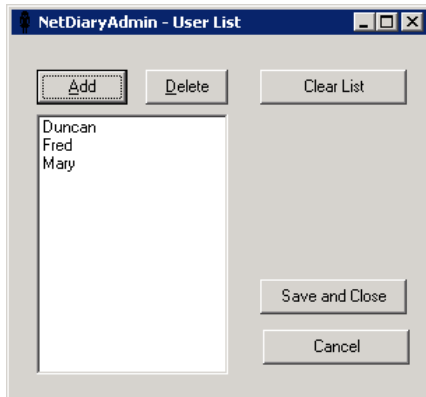 NetDiaryAdmin - User List
Add Delete Clear List
Duncan
Fred
Mary
Save and Close
Cancel